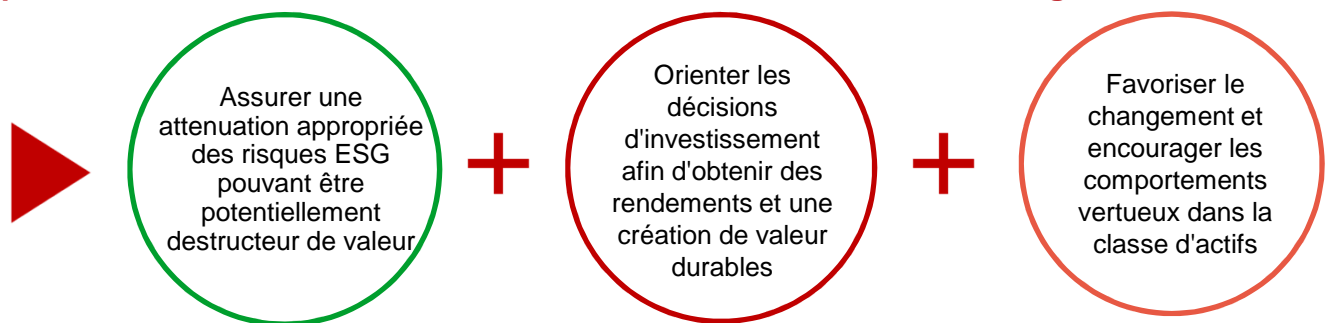 Assurer une
attenuation appropriée
des risques ESG
pouvant être
potentiellement
destructeur de valeur
Orienter les
décisions
d'investissement
afin d'obtenir des
rendements et une
création de valeur
durables
Favoriser le
changement et
encourager les
comportements
vertueux dans la
classe d'actifs